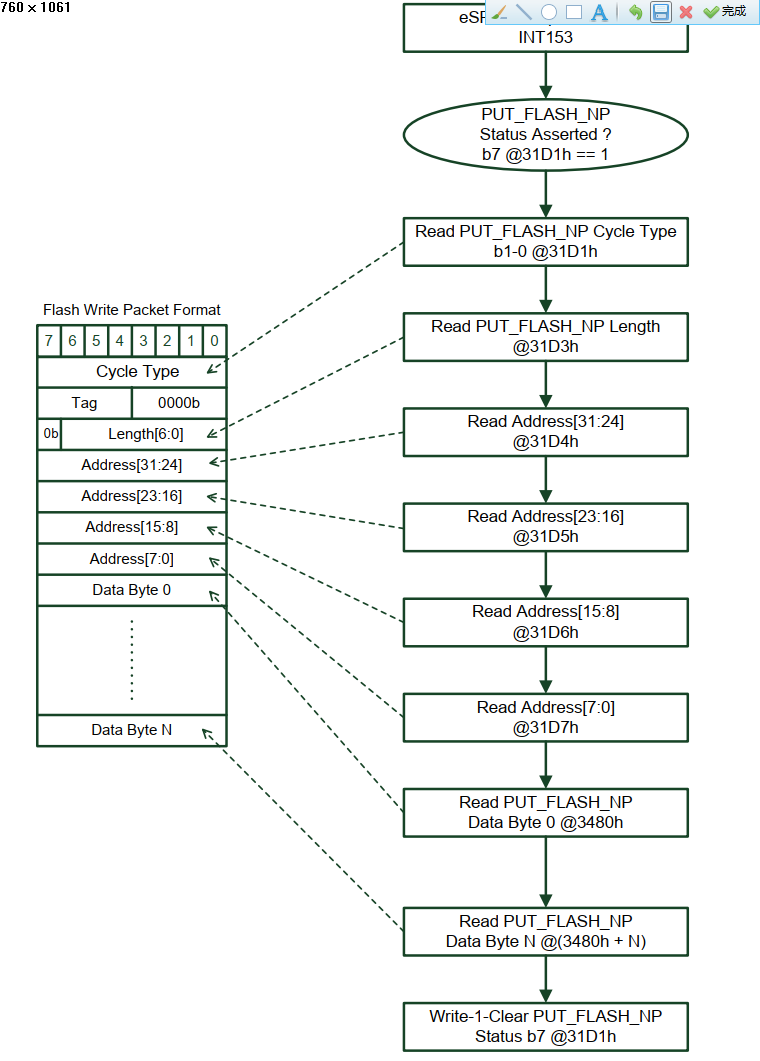 760 × 1061
完成
INT153
PUT_FLASH_NP
Status Asserted ?
b7 @31D1h == 1
Read PUT_FLASH_NP Cycle Type
b1-0 @31D1h
Flash Write Packet Format
7 6 5 4 3 2 1 0
Cycle Type
Tag 0000b
0b Length[6:0]
Address[31:24]
Address[23:16]
Address[15:8]
Address[7:0]
Data Byte 0
Data Byte N
Read PUT_FLASH_NP Length
@31D3h
Read Address[31:24]
@31D4h
Read Address[23:16]
@31D5h
Read Address[15:8]
@31D6h
Read Address[7:0]
@31D7h
Read PUT_FLASH_NP
Data Byte 0 @3480h
Read PUT_FLASH_NP
Data Byte N @(3480h + N)
Write-1-Clear PUT_FLASH_NP
Status b7 @31D1h